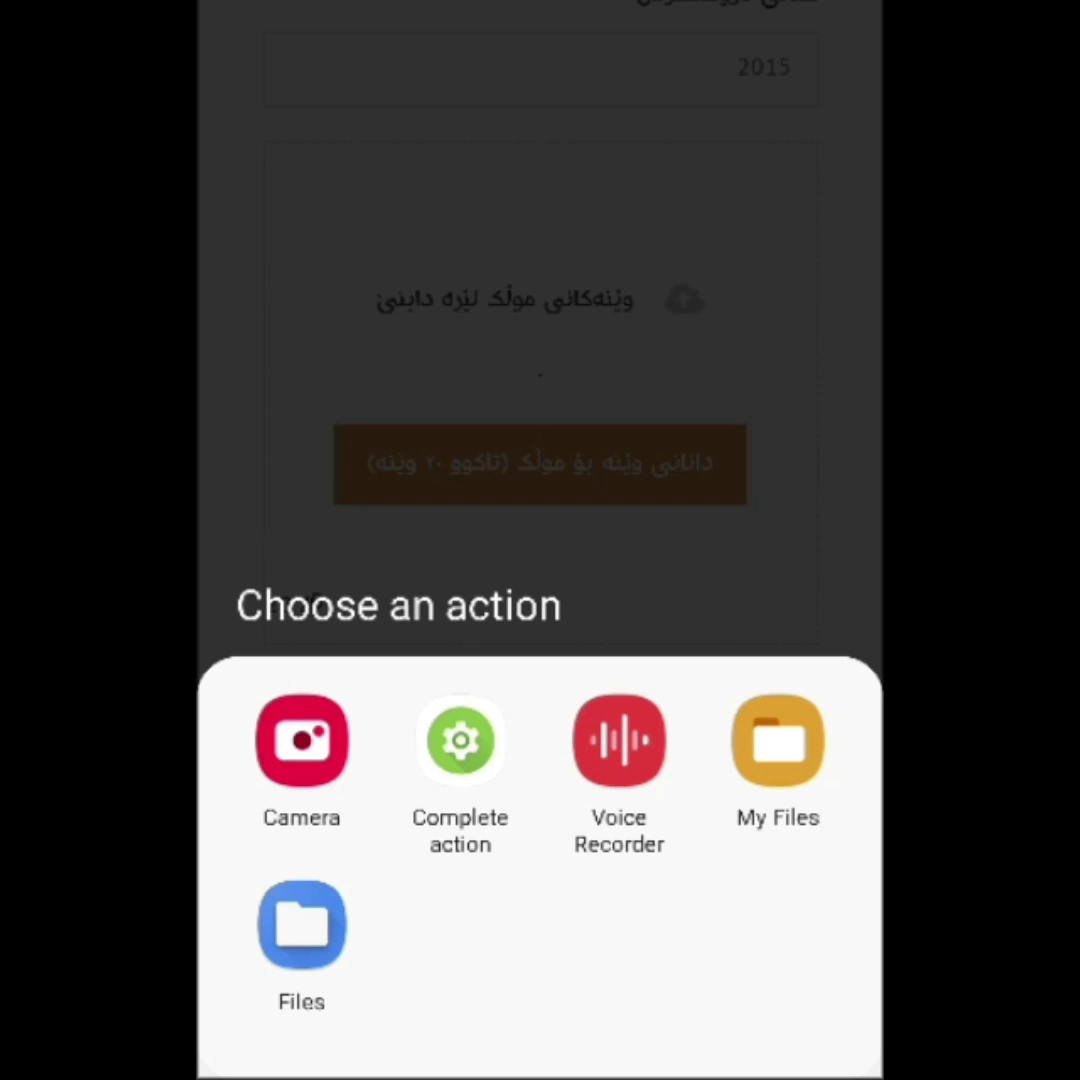 2015
وێنەکانی موڵک لێرە دابنێ
دانانی وێنە بۆ موڵک (تاکوو ٢٠ وێنە)
Choose an action
Camera
Complete
action
Voice
Recorder
My Files
Files